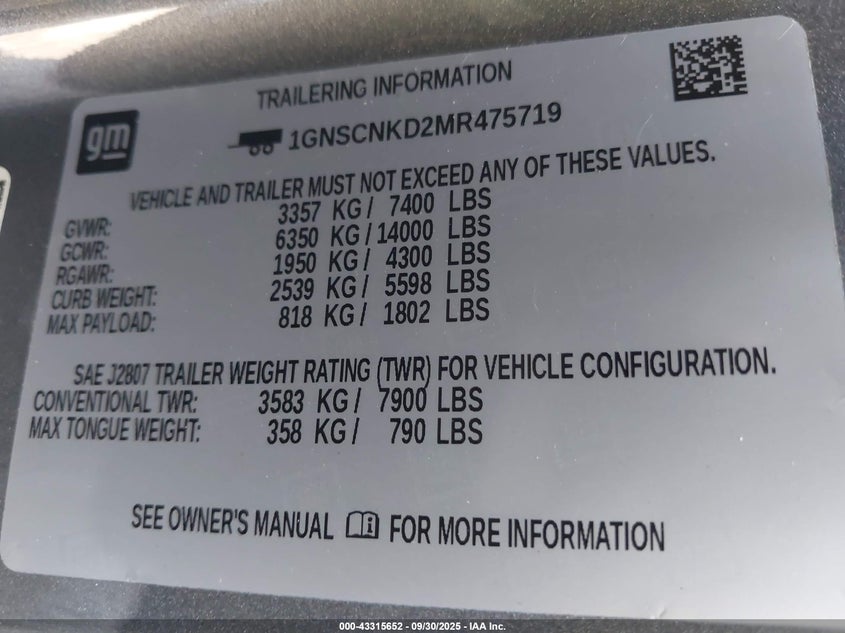 TRAILERING INFORMATION
gm
1GNSCNKD2MR475719
VEHICLE AND TRAILER MUST NOT EXCEED ANY OF THESE VALUES.
GVWR: 3357 KG / 7400 LBS
GCWR: 6350 KG / 14000 LBS
RGAWR: 1950 KG / 4300 LBS
CURB WEIGHT: 2539 KG / 5598 LBS
MAX PAYLOAD: 818 KG / 1802 LBS
SAE J2807 TRAILER WEIGHT RATING (TWR) FOR VEHICLE CONFIGURATION.
CONVENTIONAL TWR: 3583 KG / 7900 LBS
MAX TONGUE WEIGHT: 358 KG / 790 LBS
SEE OWNER'S MANUAL FOR MORE INFORMATION
000-43315652 - 09/30/2025 - IAA Inc.